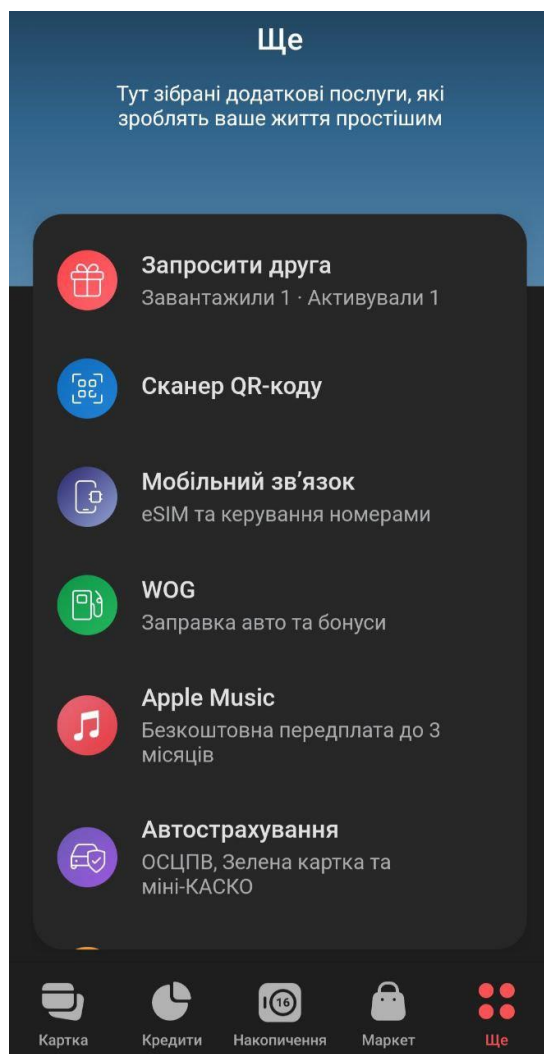 Ще
Тут зібрані додаткові послуги, які
зроблять ваше життя простішим
Запросити друга
Завантажили 1 · Активували 1
Сканер QR-коду
Мобільний зв’язок
eSIM та керування номерами
WOG
Заправка авто та бонуси
Apple Music
Безкоштовна передплата до 3
місяців
Автострахування
ОСЦПВ, Зелена картка та
міні-КАСКО
16
Картка
Кредити
Накопичення
Маркет
Ще